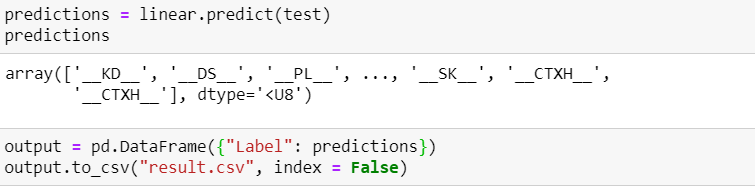 predictions = linear.predict(test)
predictions
array(['__KD__', '__DS__', '__PL__', ..., '__SK__', '__CTXH__',
       '__CTXH__'], dtype='<U8')
output = pd.DataFrame({"Label": predictions})
output.to_csv("result.csv", index = False)